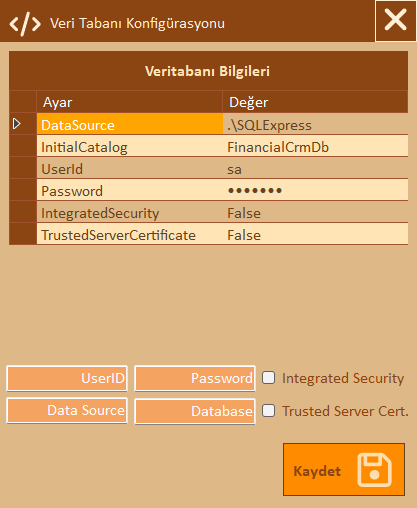 </> Veri Tabanı Konfigürasyonu
Veritabanı Bilgileri
Ayar Değer
DataSource .\SQLExpress
InitialCatalog FinancialCrmDb
UserId sa
Password •••••••
IntegratedSecurity False
TrustedServerCertificate False
UserID Password Integrated Security
Data Source Database Trusted Server Cert.
Kaydet